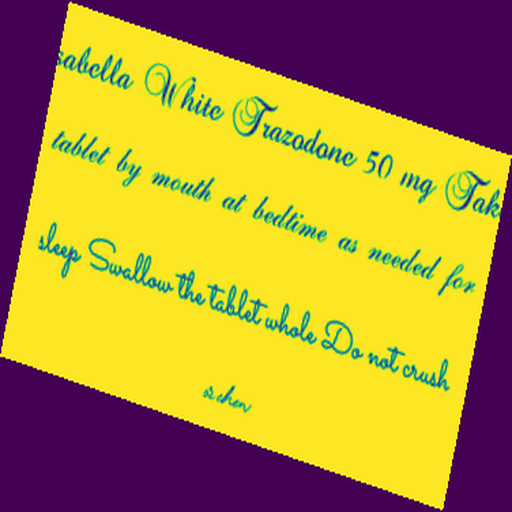 sabella White Trazodone 50 mg Tak
tablet by mouth at bedtime as needed for
sleep Swallow the tablet whole Do not crush